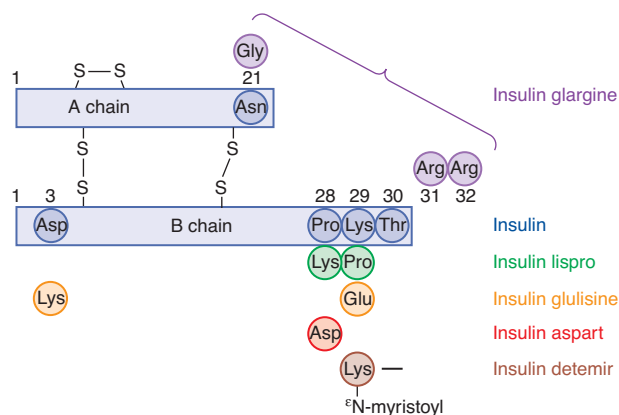 Gly
1 S S 21 Insulin glargine
A chain Asn
S S
S S Arg Arg
1 3 28 29 30 31 32
Asp B chain Pro Lys Thr Insulin
Lys Pro Insulin lispro
Lys Glu Insulin glulisine
Asp Insulin aspart
Lys — Insulin detemir
εN-myristoyl